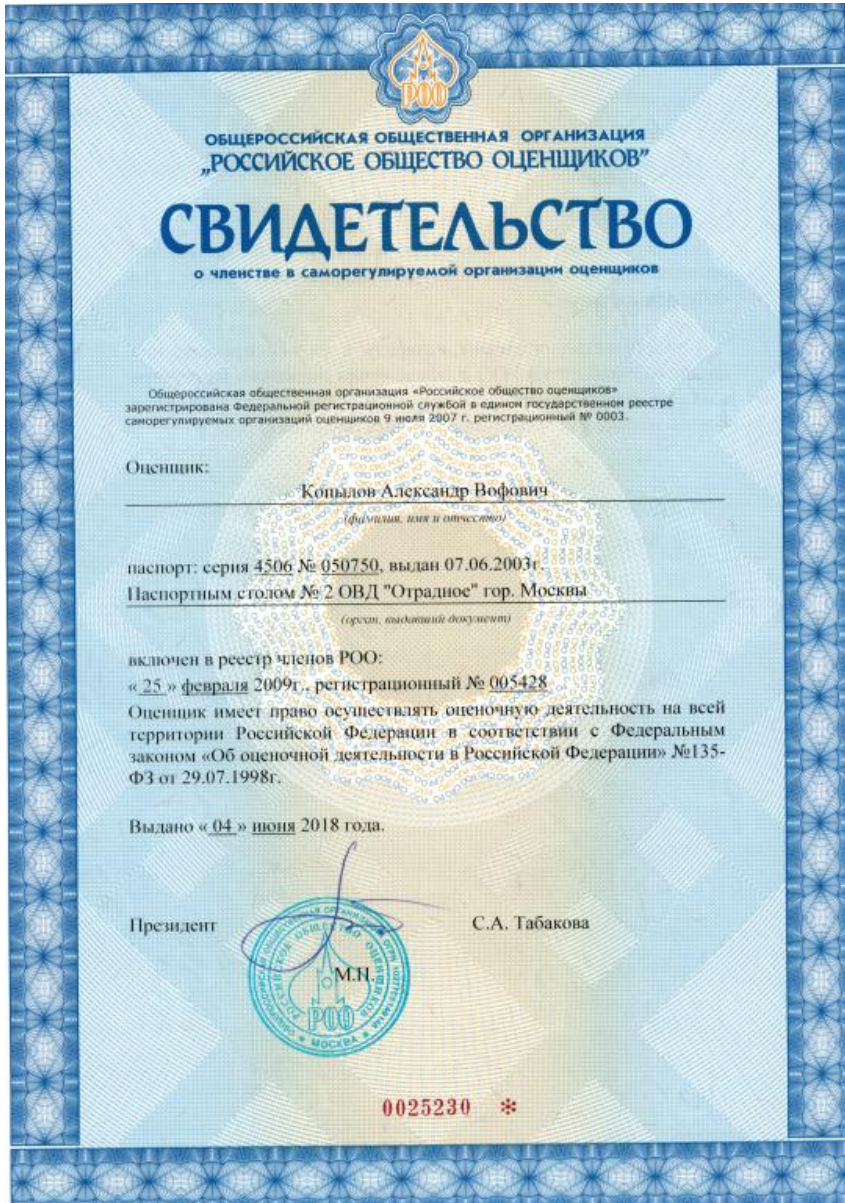 РОО
ОБЩЕРОССИЙСКАЯ ОБЩЕСТВЕННАЯ ОРГАНИЗАЦИЯ
„РОССИЙСКОЕ ОБЩЕСТВО ОЦЕНЩИКОВ”
СВИДЕТЕЛЬСТВО
о членстве в саморегулируемой организации оценщиков
Общероссийская общественная организация «Российское общество оценщиков»
зарегистрирована Федеральной регистрационной службой в едином государственном реестре
саморегулируемых организаций оценщиков 9 июля 2007 г. регистрационный № 0003.
Оценщик:
Копылов Александр Вофович
(фамилия, имя и отчество)
паспорт: серия 4506 № 050750, выдан 07.06.2003г.
Паспортным столом № 2 ОВД "Отрадное" гор. Москвы
(орган, выдавший документ)
включен в реестр членов РОО:
« 25 » февраля 2009г., регистрационный № 005428
Оценщик имеет право осуществлять оценочную деятельность на всей
территории Российской Федерации в соответствии с Федеральным
законом «Об оценочной деятельности в Российской Федерации» №135-
ФЗ от 29.07.1998г.
Выдано « 04 » июня 2018 года.
Президент
С.А. Табакова
М.П.
РОССИЙСКОЕ ОБЩЕСТВО ОЦЕНЩИКОВ
РОО
МОСКВА
0025230 *